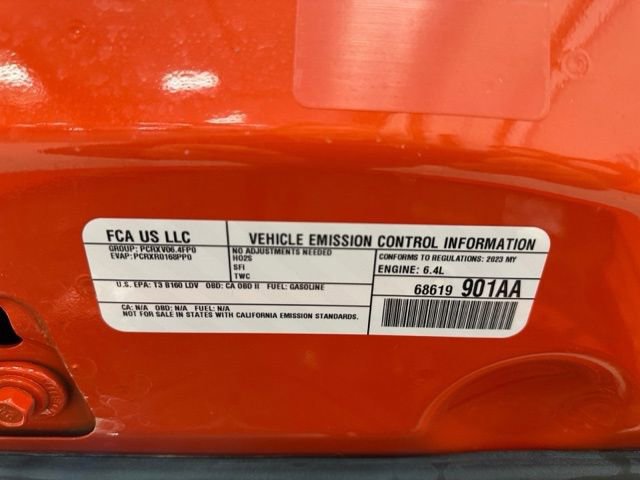 FCA US LLC
GROUP: PCRXV06.4FP0
EVAP: PCRXR0168PP0
VEHICLE EMISSION CONTROL INFORMATION
NO ADJUSTMENTS NEEDED
HO2S
SFI
TWC
CONFORMS TO REGULATIONS: 2023 MY
ENGINE: 6.4L
U.S. EPA: T3 B160 LDV OBD: CA OBD II FUEL: GASOLINE
68619 901AA
CA: N/A OBD: N/A FUEL: N/A
NOT FOR SALE IN STATES WITH CALIFORNIA EMISSION STANDARDS.